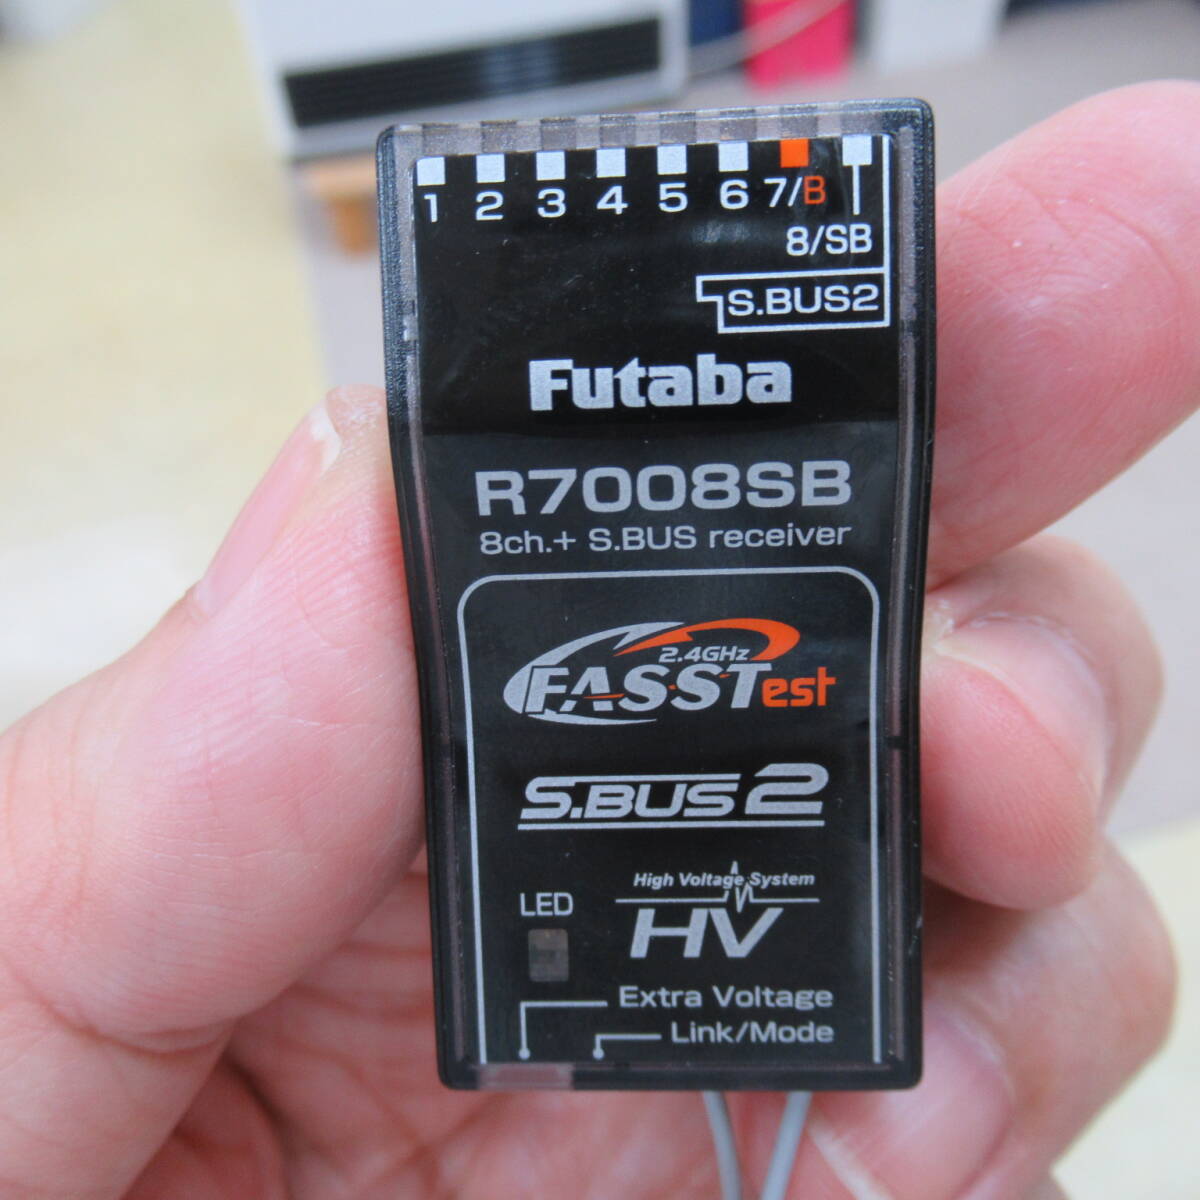 1 2 3 4 5 6 7/B
8/SB
S.BUS2
Futaba
R7008SB
8ch.+ S.BUS receiver
2.4GHz
FASSTest
S.BUS2
High Voltage System
LED
HV
Extra Voltage
Link/Mode